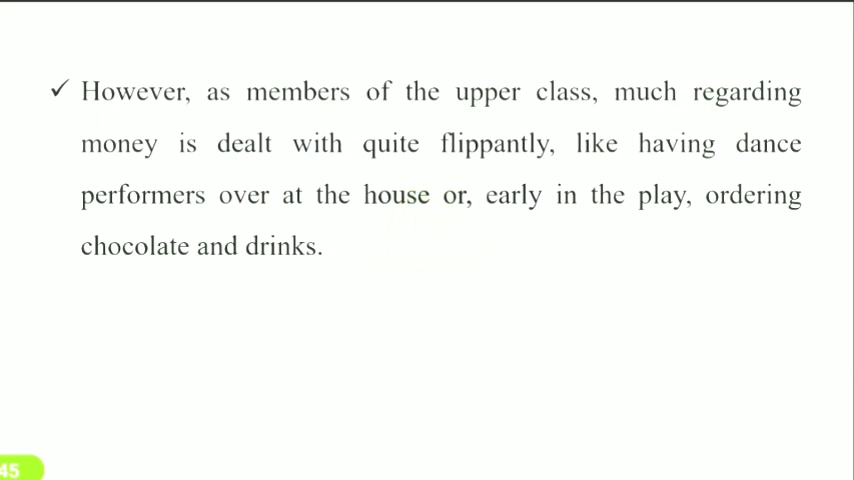 ✓ However, as members of the upper class, much regarding
money is dealt with quite flippantly, like having dance
performers over at the house or, early in the play, ordering
chocolate and drinks.
45